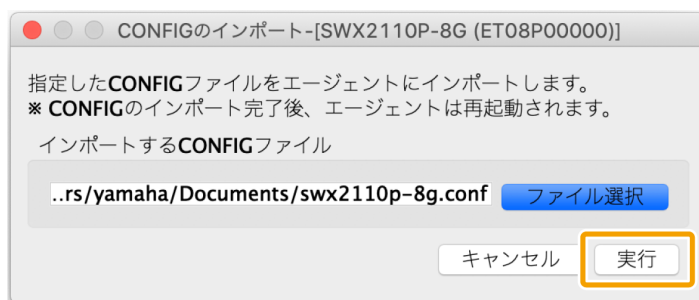 CONFIGのインポート-[SWX2110P-8G (ET08P00000)]
指定したCONFIGファイルをエージェントにインポートします。
※ CONFIGのインポート完了後、エージェントは再起動されます。
インポートするCONFIGファイル
..rs/yamaha/Documents/swx2110p-8g.conf ファイル選択
キャンセル 実行